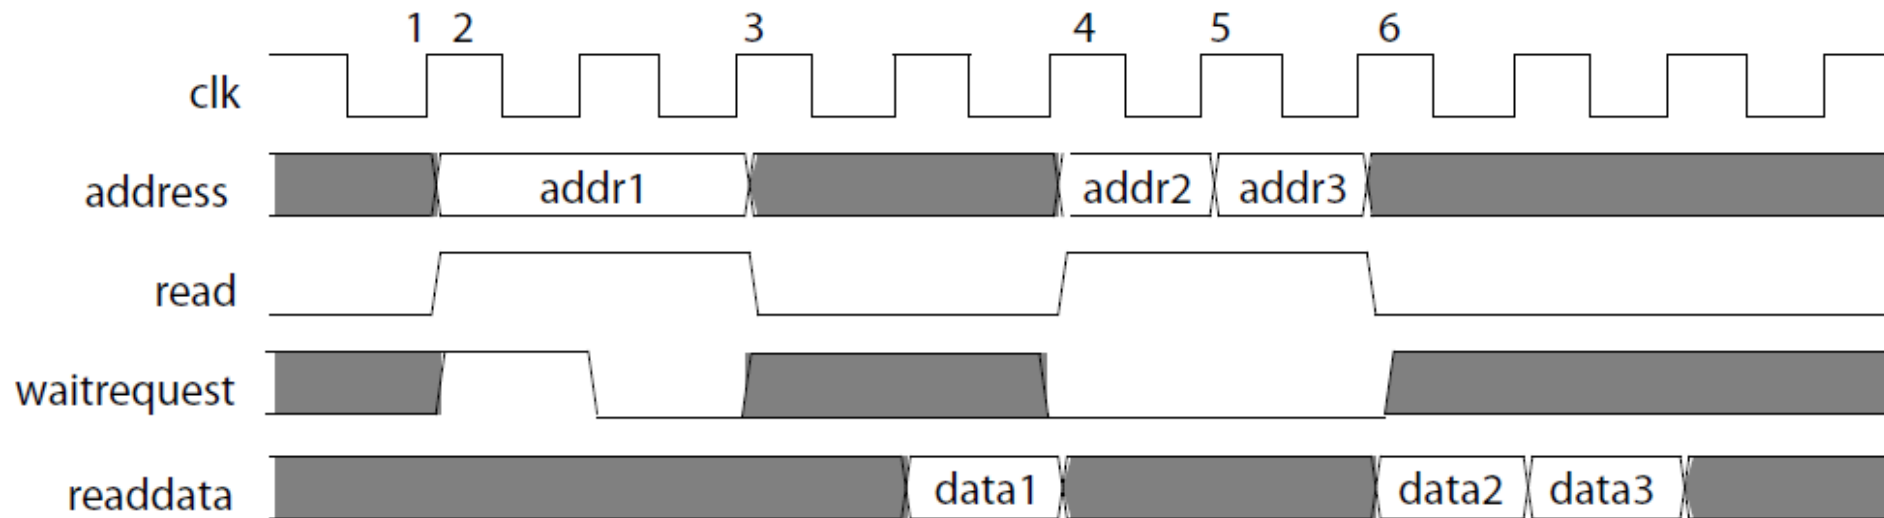 1 2 3 4 5 6
clk
address addr1 addr2 addr3
read
waitrequest
readdata data1 data2 data3